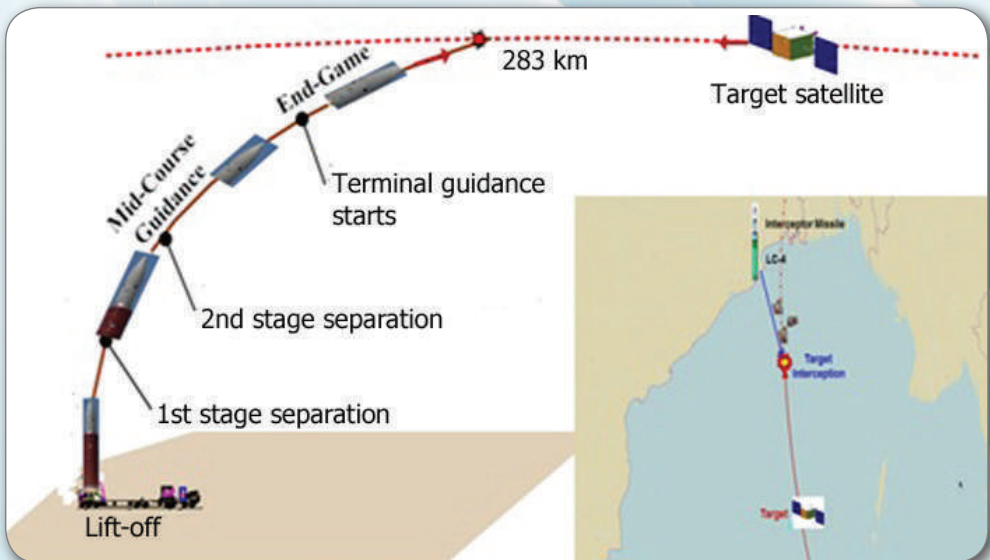 283 km
Target satellite
End-Game
Terminal guidance
starts
Mid-Course
Guidance
2nd stage separation
1st stage separation
Lift-off
Interceptor Missile
LC-4
Target
Interception
Target